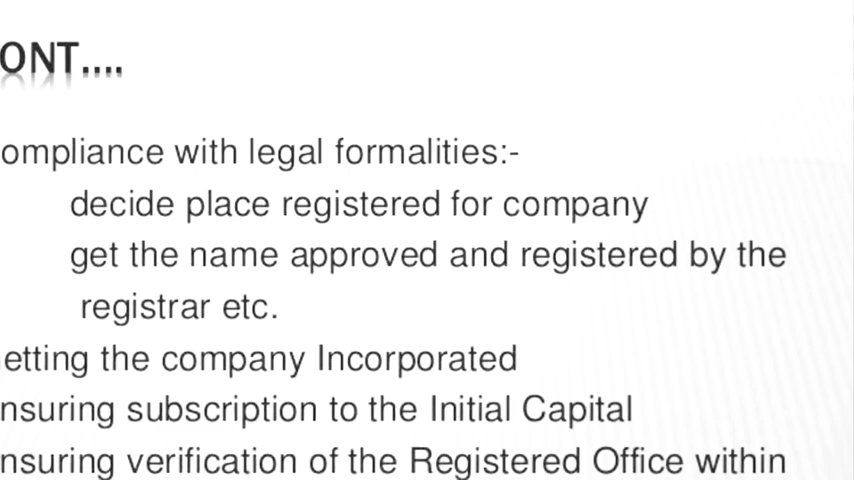 ONT....
ompliance with legal formalities:-
decide place registered for company
get the name approved and registered by the
registrar etc.
etting the company Incorporated
nsuring subscription to the Initial Capital
nsuring verification of the Registered Office within